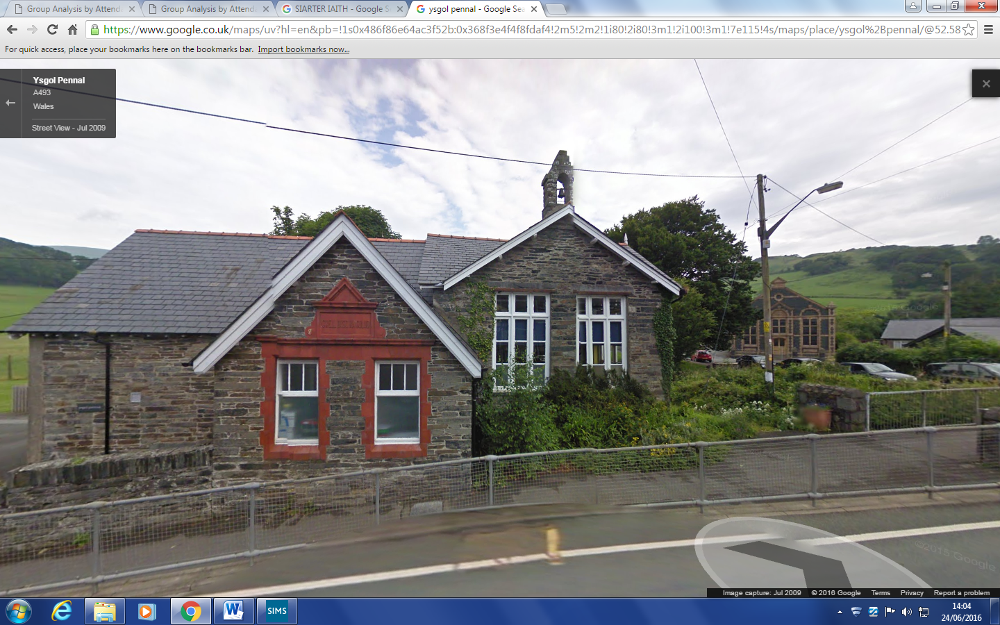 Group Analysis by Attenda
Group Analysis by Attenda
SIARTER IAITH - Google S
ysgol pennal - Google Sea
https://www.google.co.uk/maps/uv?hl=en&pb=!1s0x486f86e64ac3f52b:0x368f3e4f4f8fdaf4!2m5!2m2!1i80!2i80!3m1!2i100!3m1!7e115!4s/maps/place/ysgol%2Bpennal/@52.58
For quick access, place your bookmarks here on the bookmarks bar. Import bookmarks now...
Ysgol Pennal
A493
Wales
Street View - Jul 2009
©2015 Google
©2015 Google
Image capture: Jul 2009 © 2016 Google Terms Privacy Report a problem
SIMS
14:04
24/06/2016